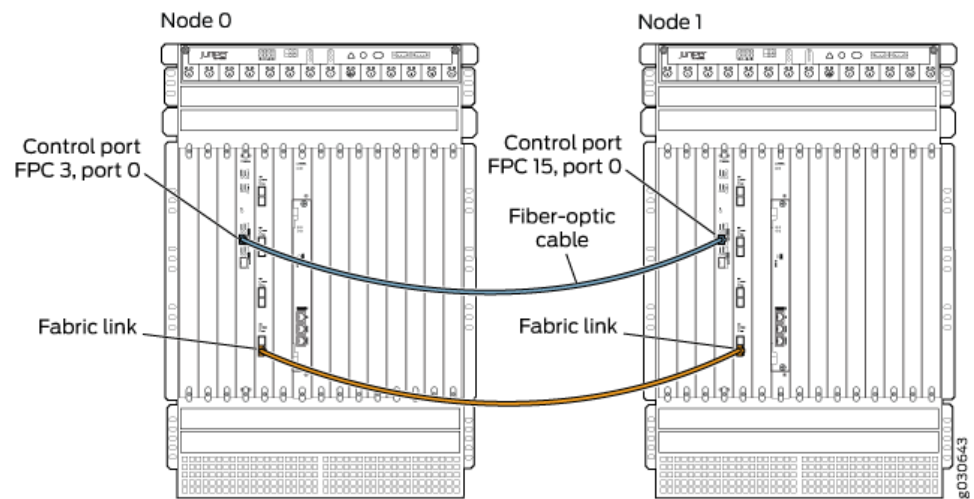 Node 0
Node 1
Control port
FPC 3, port 0
Control port
FPC 15, port 0
Fiber-optic
cable
Fabric link
Fabric link
g030643